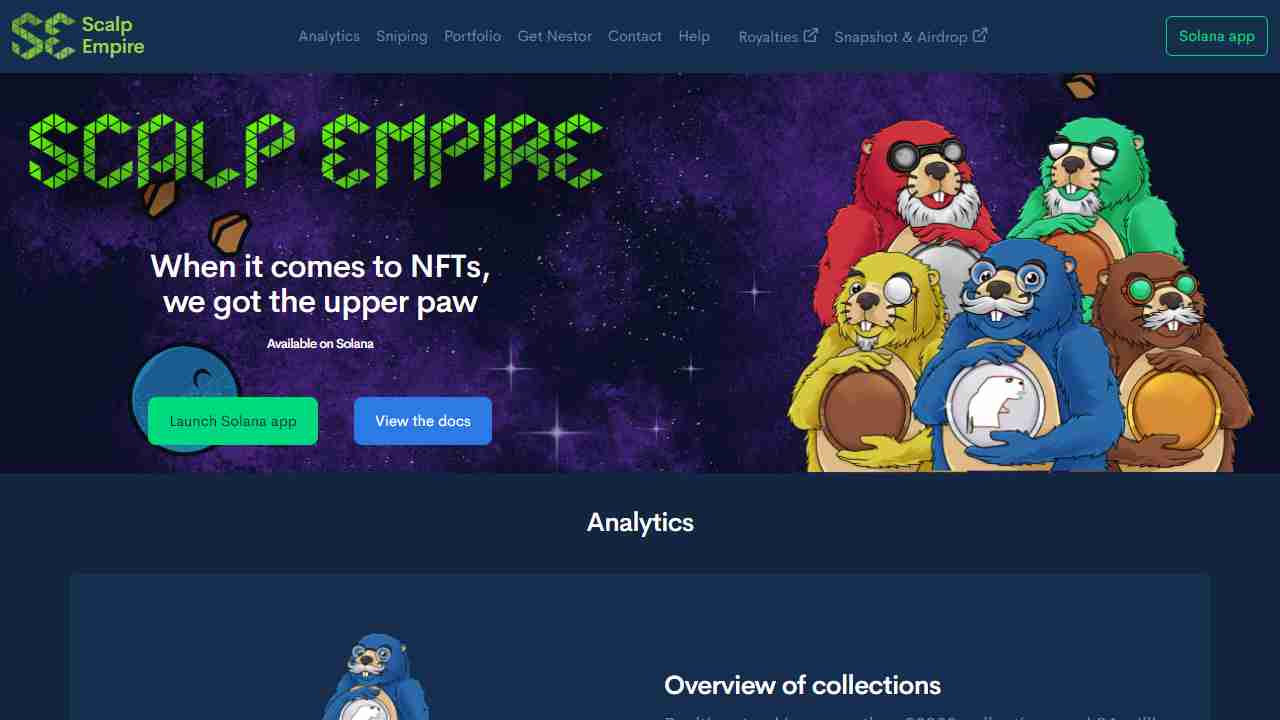 Scalp
Empire
Analytics Sniping Portfolio Get Nestor Contact Help Royalties Snapshot & Airdrop Solana app
SCALP EMPIRE
When it comes to NFTs,
we got the upper paw
Available on Solana
Launch Solana app View the docs
Analytics
Overview of collections